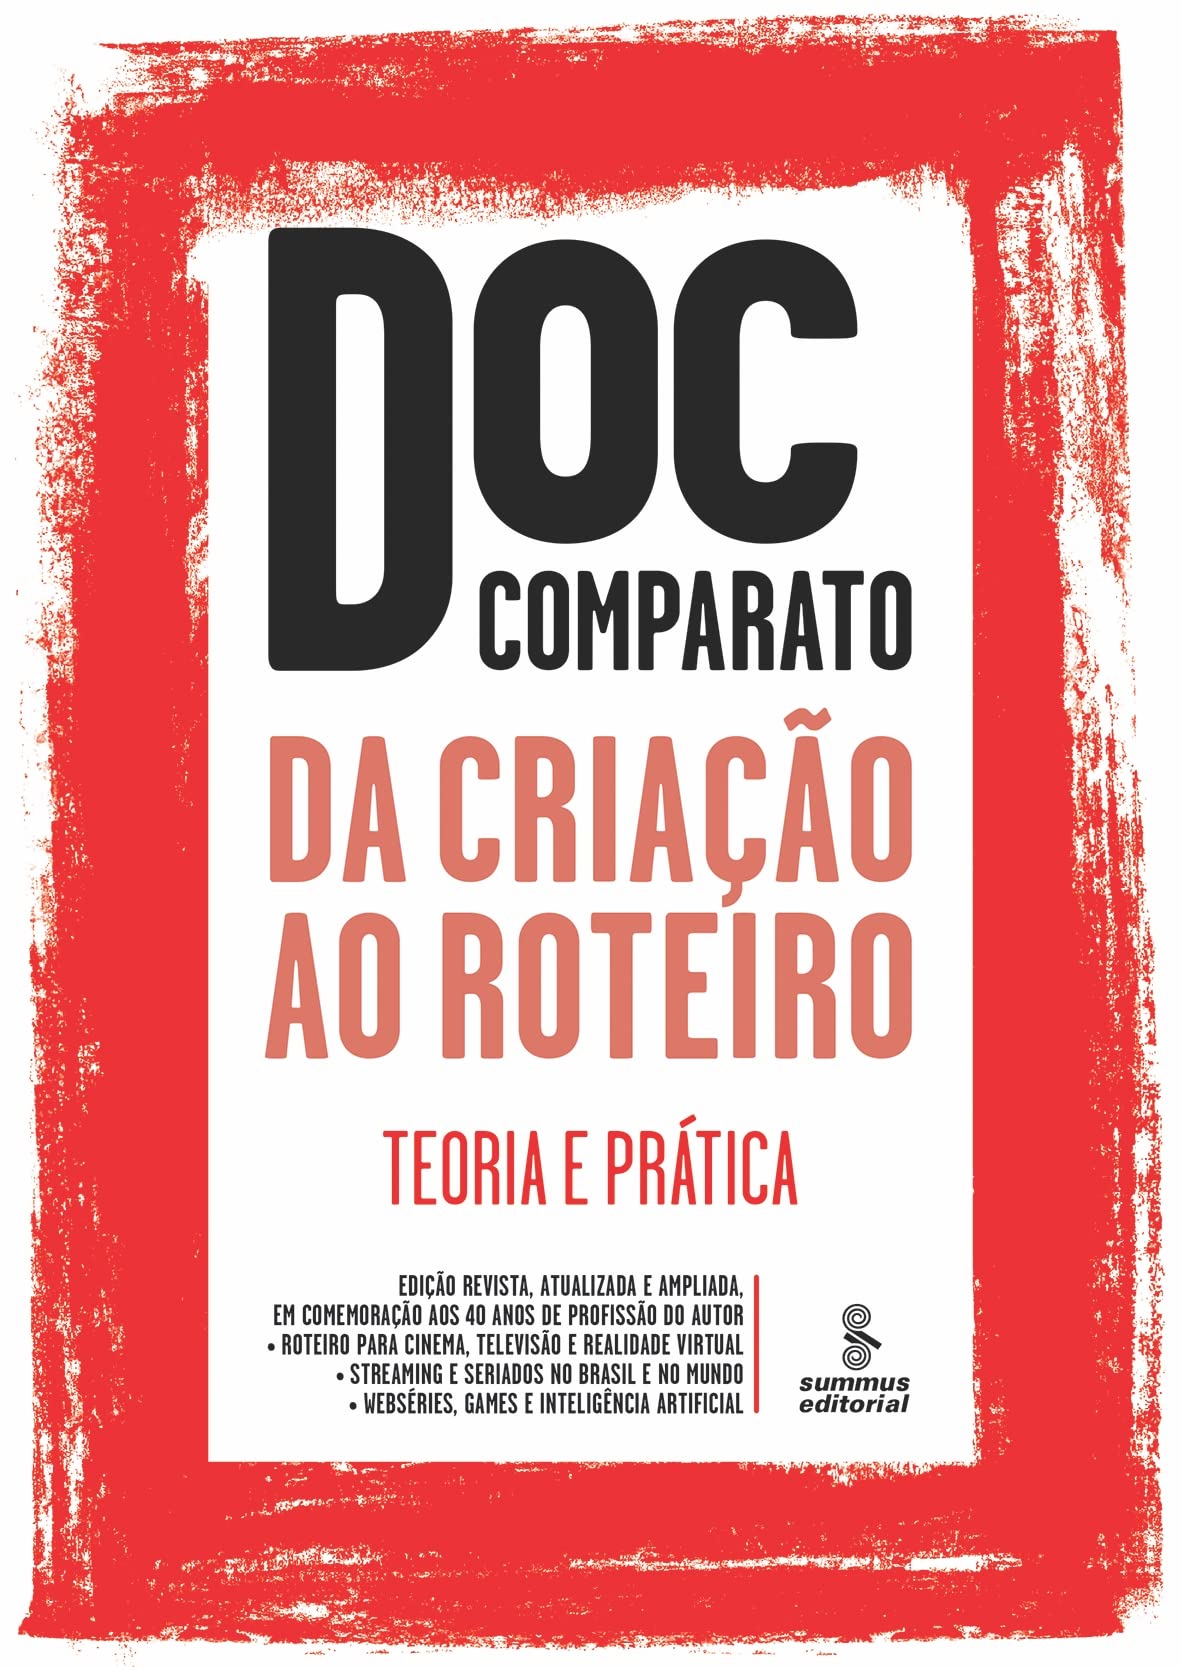 DOC
COMPARATO
DA CRIAÇÃO
AO ROTEIRO
TEORIA E PRÁTICA
EDIÇÃO REVISTA, ATUALIZADA E AMPLIADA,
EM COMEMORAÇÃO AOS 40 ANOS DE PROFISSÃO DO AUTOR
• ROTEIRO PARA CINEMA, TELEVISÃO E REALIDADE VIRTUAL
• STREAMING E SERIADOS NO BRASIL E NO MUNDO
• WEBSÉRIES, GAMES E INTELIGÊNCIA ARTIFICIAL
summus
editorial